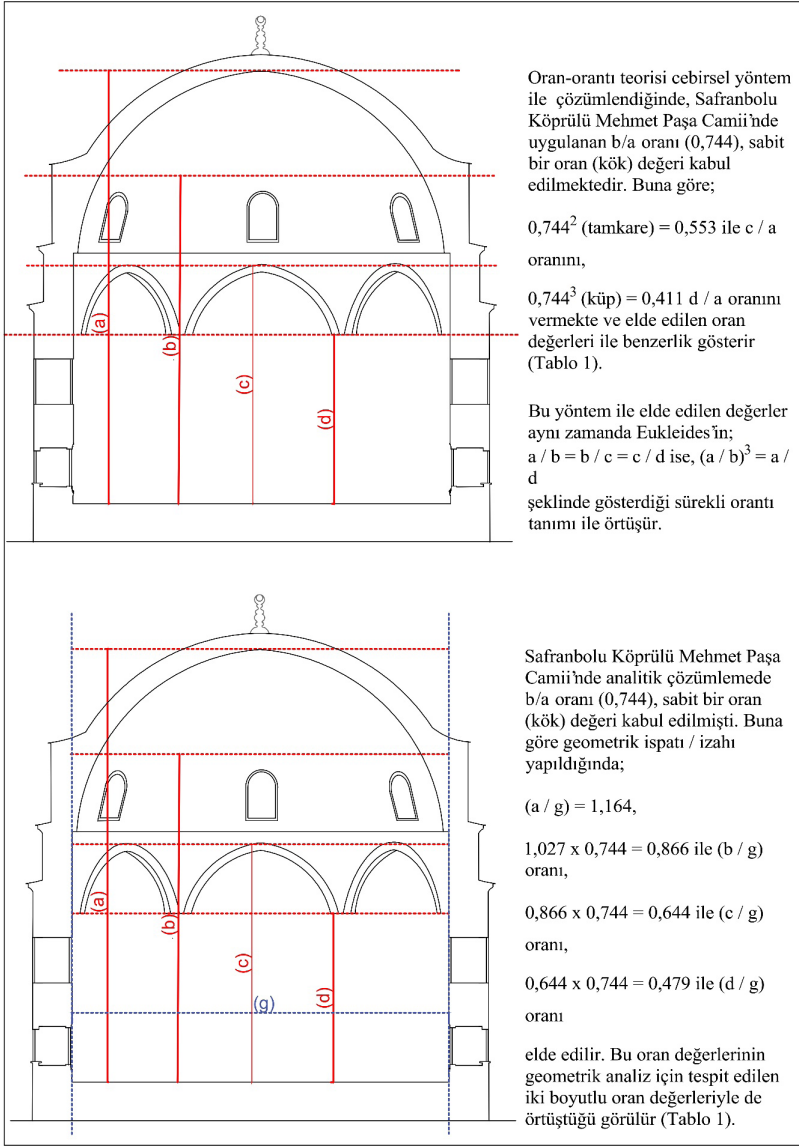 Oran-orantı teorisi cebirsel yöntem
ile çözümlendiğinde, Safranbolu
Köprülü Mehmet Paşa Camii'nde
uygulanan b/a oranı (0,744), sabit
bir oran (kök) değeri kabul
edilmektedir. Buna göre;
0,744² (tamkare) = 0,553 ile c / a
oranını,
0,744³ (küp) = 0,411 d / a oranını
vermekte ve elde edilen oran
değerleri ile benzerlik gösterir
(Tablo 1).
Bu yöntem ile elde edilen değerler
aynı zamanda Eukleides'in;
a / b = b / c = c / d ise, (a / b)³ = a /
d
şeklinde gösterdiği sürekli orantı
tanımı ile örtüşür.
(a)
(b)
(c)
(d)
Safranbolu Köprülü Mehmet Paşa
Camii'nde analitik çözümlemede
b/a oranı (0,744), sabit bir oran
(kök) değeri kabul edilmişti. Buna
göre geometrik ispatı / izahı
yapıldığında;
(a / g) = 1,164,
1,027 x 0,744 = 0,866 ile (b / g)
oranı,
0,866 x 0,744 = 0,644 ile (c / g)
oranı,
0,644 x 0,744 = 0,479 ile (d / g)
oranı
elde edilir. Bu oran değerlerinin
geometrik analiz için tespit edilen
iki boyutlu oran değerleriyle de
örtüştüğü görülür (Tablo 1).
(a)
(b)
(c)
(d)
(g)